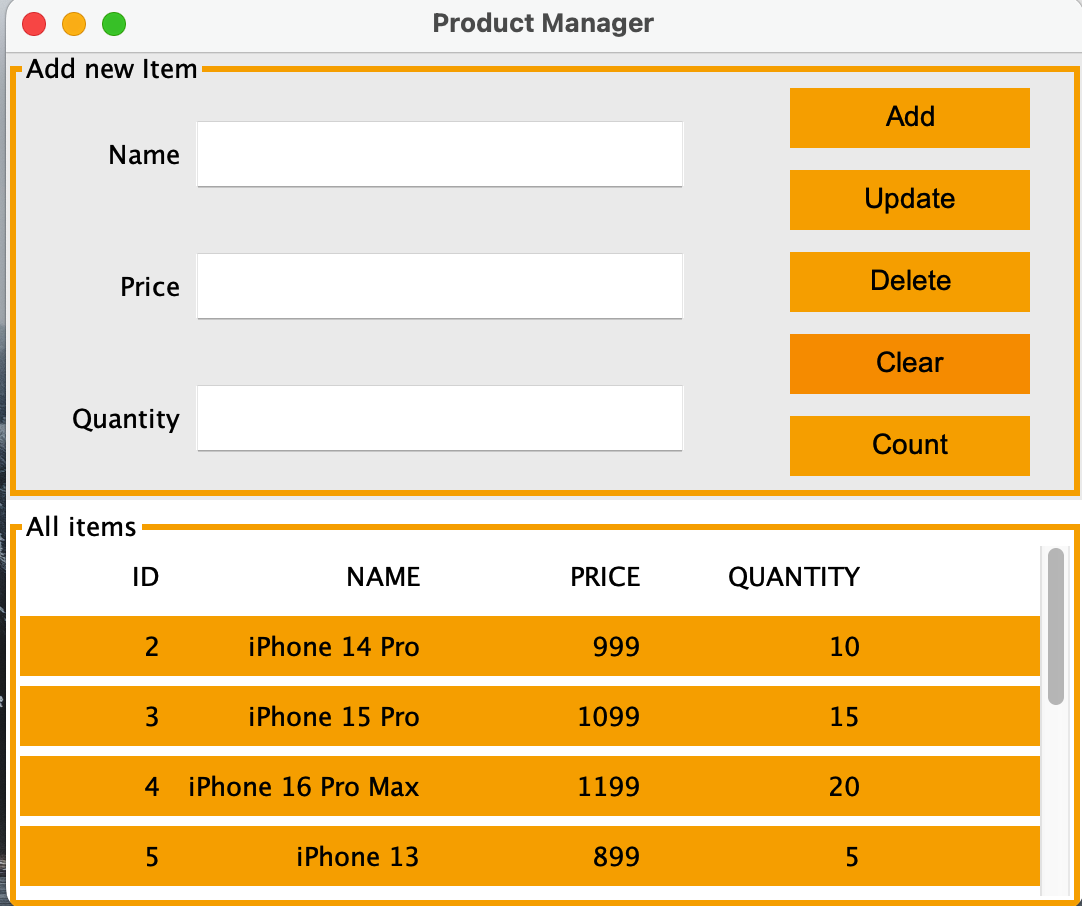 Product Manager
Add new Item
Name
Price
Quantity
Add
Update
Delete
Clear
Count
All items
ID NAME PRICE QUANTITY
2 iPhone 14 Pro 999 10
3 iPhone 15 Pro 1099 15
4 iPhone 16 Pro Max 1199 20
5 iPhone 13 899 5